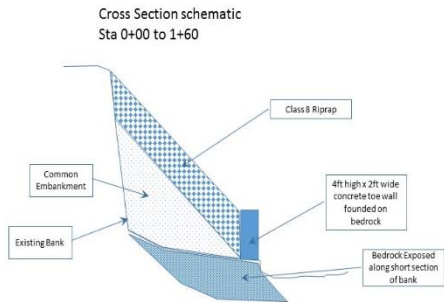 Cross Section schematic
Sta 0+00 to 1+60
Class 8 Riprap
Common
Embankment
4ft high x 2ft wide
concrete toe wall
founded on
bedrock
Existing Bank
Bedrock Exposed
along short section
of bank